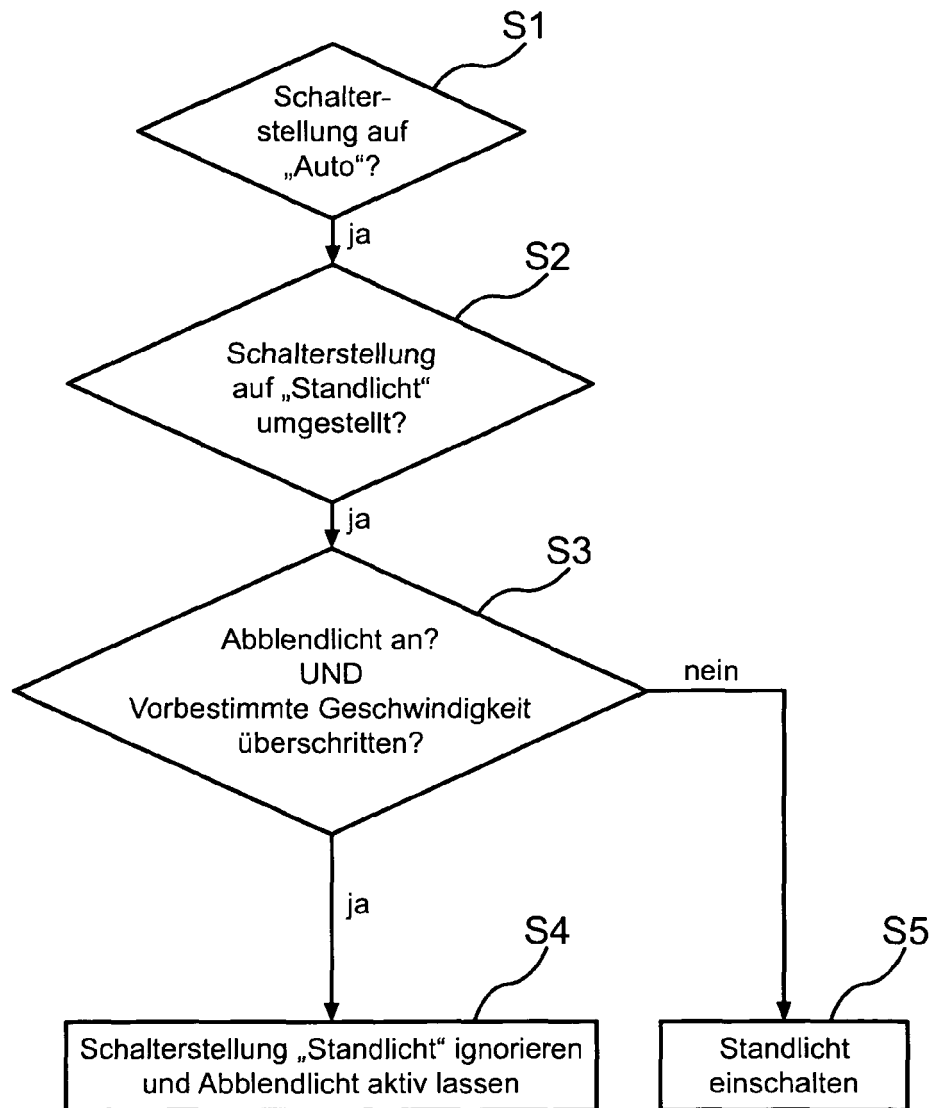 S1
Schalter-
stellung auf
„Auto“?
ja
S2
Schalterstellung
auf „Standlicht“
umgestellt?
ja
S3
Abblendlicht an?
UND
Vorbestimmte Geschwindigkeit
überschritten?
nein
ja
S4
S5
Schalterstellung „Standlicht“ ignorieren
und Abblendlicht aktiv lassen
Standlicht
einschalten